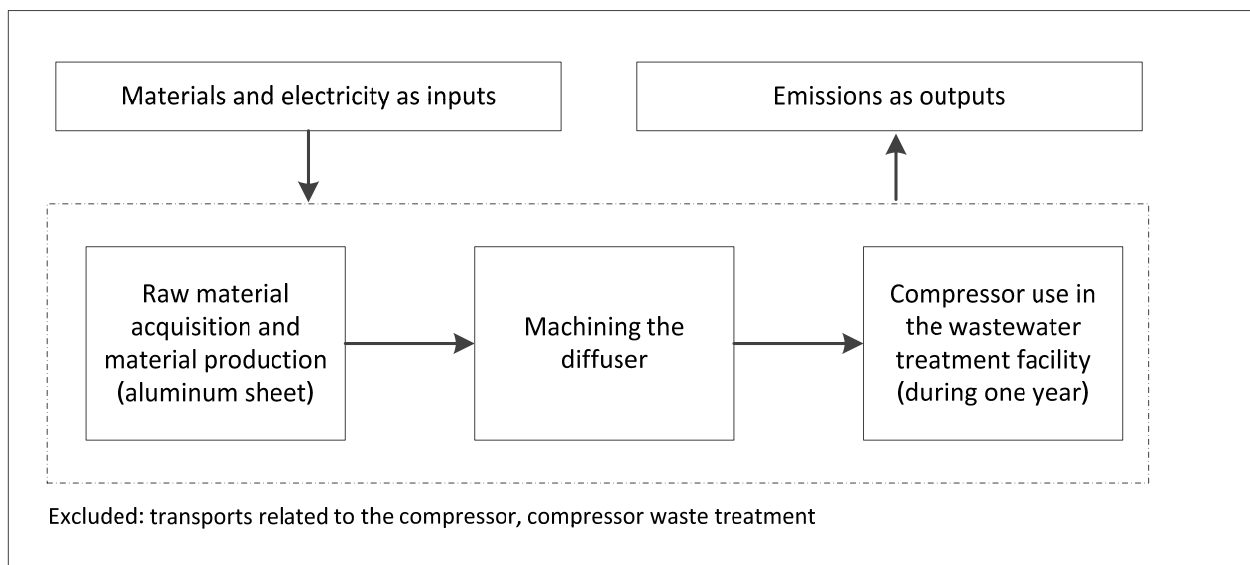 Materials and electricity as inputs
Emissions as outputs
Raw material
acquisition and
material production
(aluminum sheet)
Machining the
diffuser
Compressor use in
the wastewater
treatment facility
(during one year)
Excluded: transports related to the compressor, compressor waste treatment